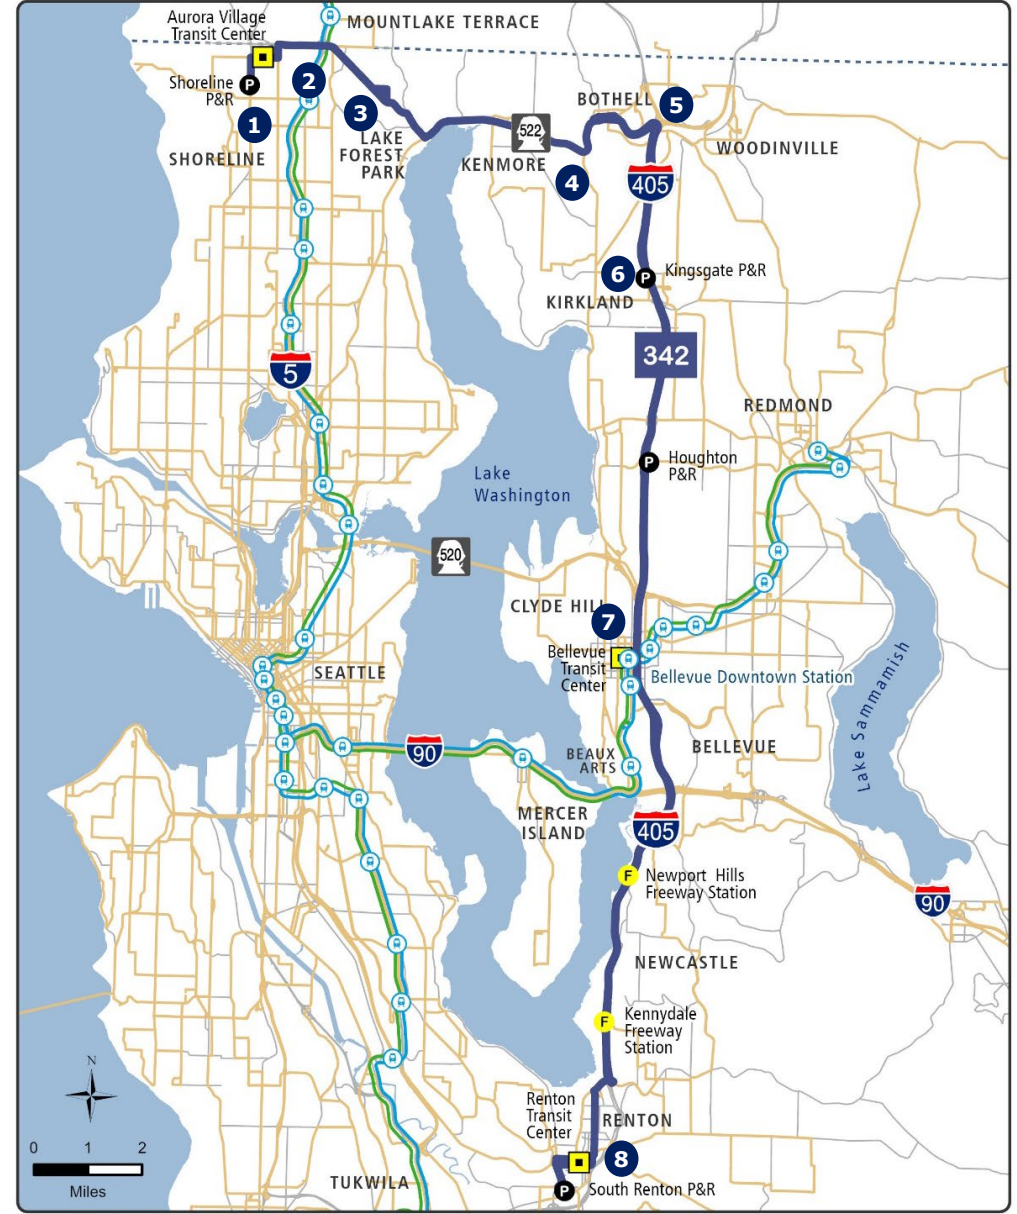 Aurora Village
Transit Center
MOUNTLAKE TERRACE
Shoreline
P&R
P
2
1
3
SHORELINE
LAKE
FOREST
PARK
BOTHELL
5
522
KENMORE
WOODINVILLE
4
405
6
P
Kingsgate P&R
KIRKLAND
342
5
REDMOND
P
Houghton
P&R
Lake
Washington
520
CLYDE HILL
7
Bellevue
Transit
Center
Bellevue Downtown Station
SEATTLE
Lake Sammamish
90
BEAUX
ARTS
BELLEVUE
MERCER
ISLAND
405
F
Newport Hills
Freeway Station
90
NEWCASTLE
F
Kennydale
Freeway
Station
N
Renton
Transit
Center
RENTON
0 1 2
Miles
8
TUKWILA
P
South Renton P&R